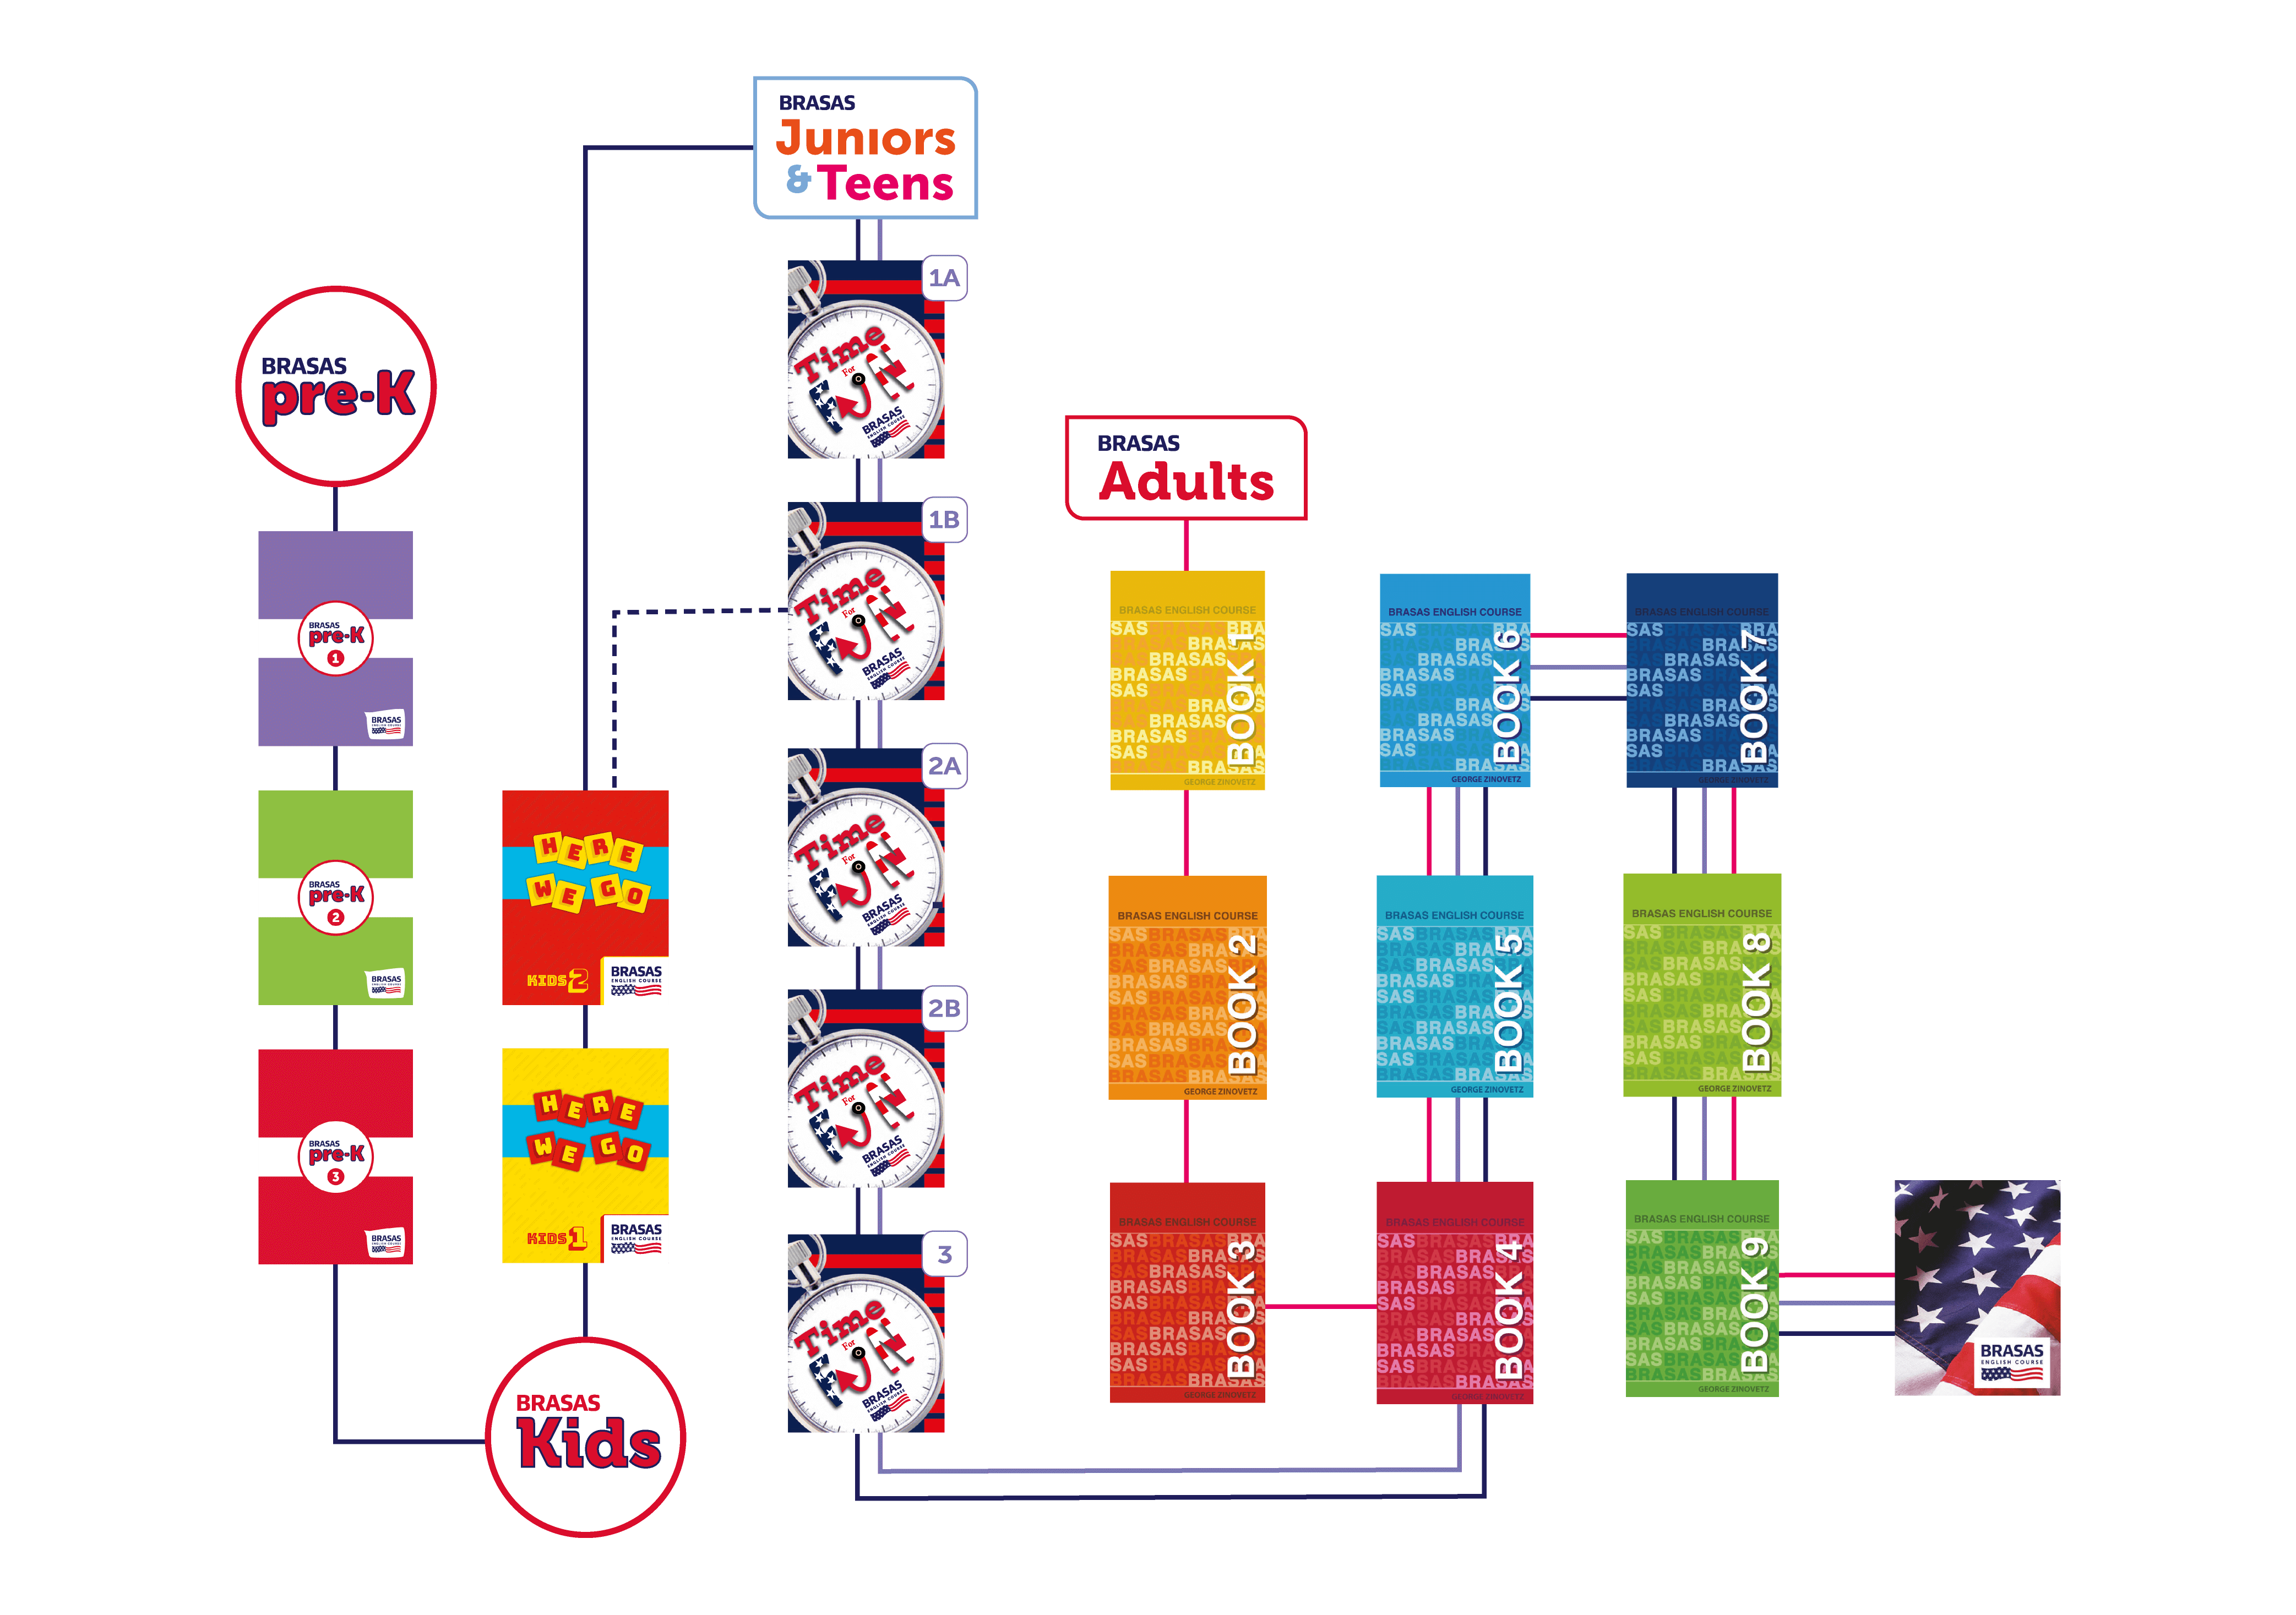 BRASAS
pre-K
BRASAS
pre-K
1
BRASAS
ENGLISH COURSE
BRASAS
pre-K
2
BRASAS
ENGLISH COURSE
BRASAS
pre-K
3
BRASAS
ENGLISH COURSE
BRASAS
Kids
HERE
WE GO
KIDS 1
BRASAS
ENGLISH COURSE
HERE
WE GO
KIDS 2
BRASAS
ENGLISH COURSE
BRASAS
Juniors
& Teens
1A
Time
For
FUN
BRASAS
ENGLISH COURSE
1B
Time
For
FUN
BRASAS
ENGLISH COURSE
2A
Time
For
FUN
BRASAS
ENGLISH COURSE
2B
Time
For
FUN
BRASAS
ENGLISH COURSE
3
Time
For
FUN
BRASAS
ENGLISH COURSE
BRASAS
Adults
BRASAS ENGLISH COURSE
BOOK 1
GEORGE ZINOVETZ
BRASAS ENGLISH COURSE
BOOK 2
GEORGE ZINOVETZ
BRASAS ENGLISH COURSE
BOOK 3
GEORGE ZINOVETZ
BRASAS ENGLISH COURSE
BOOK 4
GEORGE ZINOVETZ
BRASAS ENGLISH COURSE
BOOK 5
GEORGE ZINOVETZ
BRASAS ENGLISH COURSE
BOOK 6
GEORGE ZINOVETZ
BRASAS ENGLISH COURSE
BOOK 7
GEORGE ZINOVETZ
BRASAS ENGLISH COURSE
BOOK 8
GEORGE ZINOVETZ
BRASAS ENGLISH COURSE
BOOK 9
GEORGE ZINOVETZ
BRASAS
ENGLISH COURSE